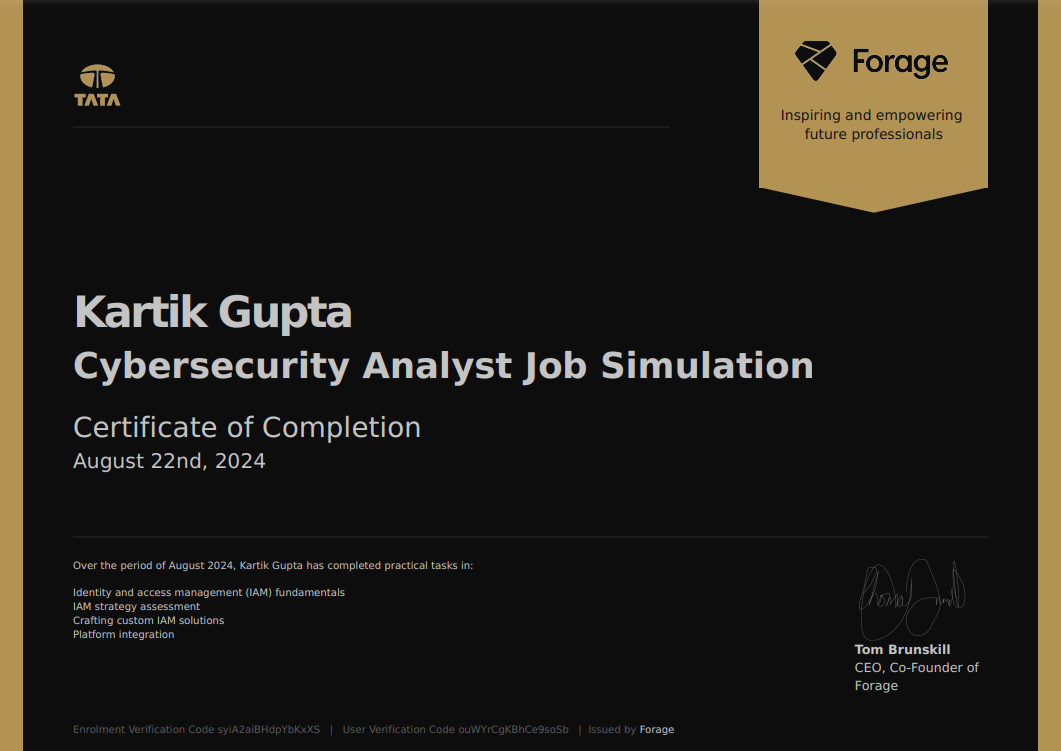 TATA
Forage
Inspiring and empowering
future professionals
Kartik Gupta
Cybersecurity Analyst Job Simulation
Certificate of Completion
August 22nd, 2024
Over the period of August 2024, Kartik Gupta has completed practical tasks in:
Identity and access management (IAM) fundamentals
IAM strategy assessment
Crafting custom IAM solutions
Platform integration
Tom Brunskill
CEO, Co-Founder of
Forage
Enrolment Verification Code syiA2aiBHdpYbKxXS | User Verification Code ouWYrCgKBhCe9soSb | Issued by Forage